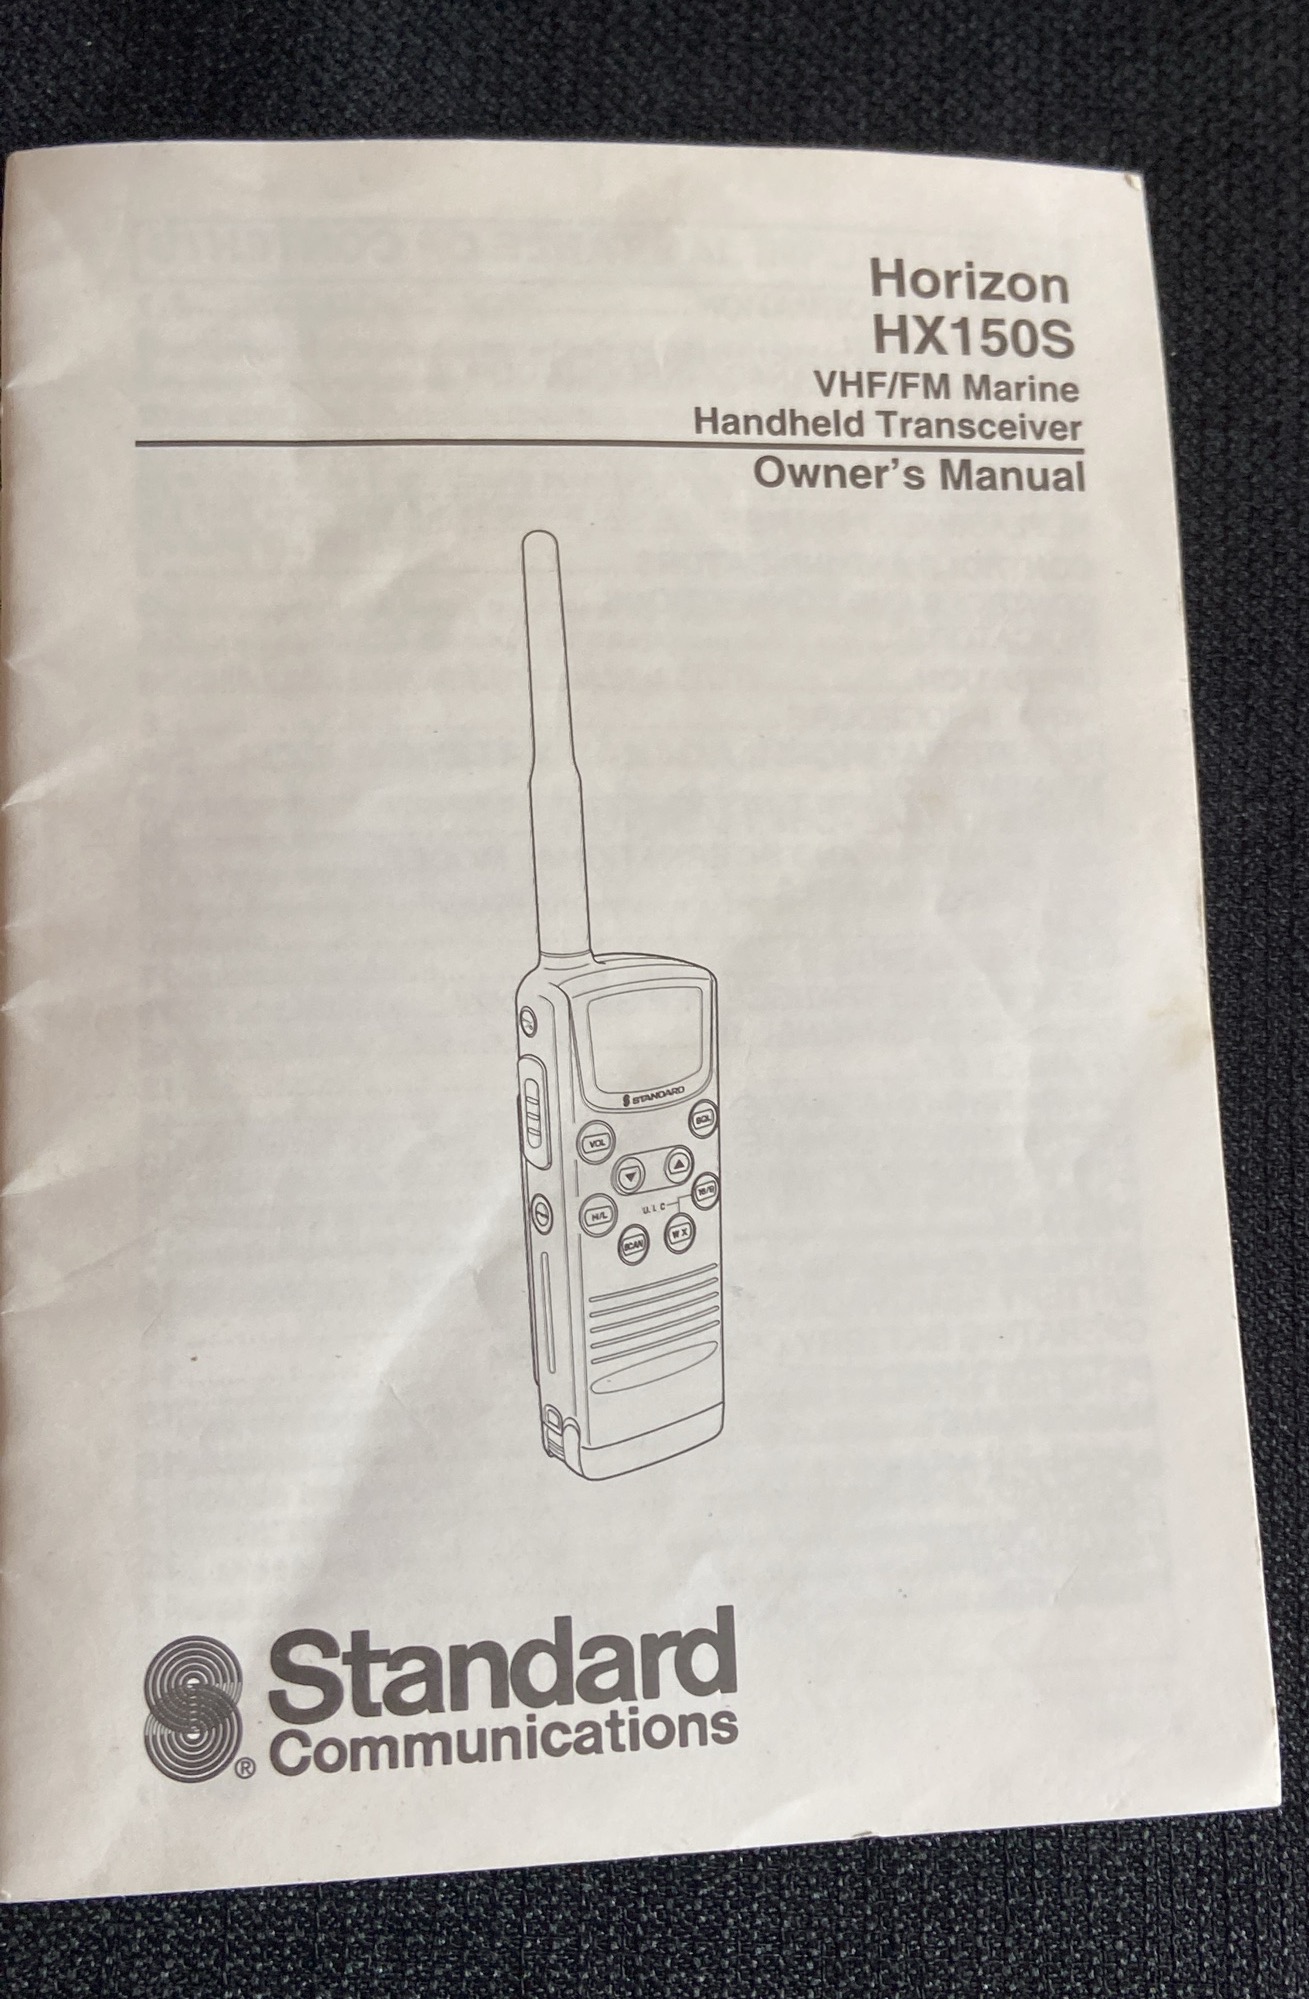 Horizon
HX150S
VHF/FM Marine
Handheld Transceiver
Owner's Manual
STANDARD
VOL
SQL
H/L
U.I.C
16/9
SCAN
WX
Standard
Communications
®